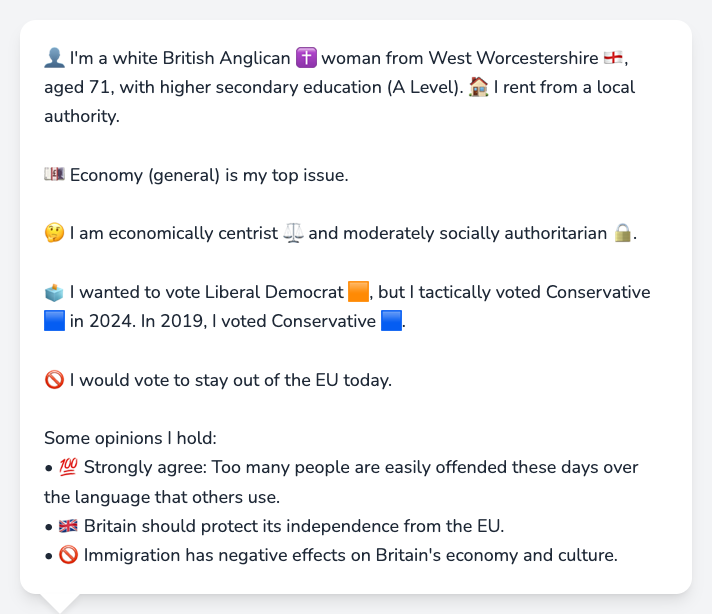 👤 I'm a white British Anglican ✝️ woman from West Worcestershire 🏴󠁧󠁢󠁥󠁮󠁧󠁿,
aged 71, with higher secondary education (A Level). 🏠 I rent from a local
authority.
💷 Economy (general) is my top issue.
🤔 I am economically centrist ⚖️ and moderately socially authoritarian 🔒.
🗳️ I wanted to vote Liberal Democrat 🟧, but I tactically voted Conservative
🟦 in 2024. In 2019, I voted Conservative 🟦.
🚫 I would vote to stay out of the EU today.
Some opinions I hold:
• 💯 Strongly agree: Too many people are easily offended these days over
the language that others use.
• 🇬🇧 Britain should protect its independence from the EU.
• 🚫 Immigration has negative effects on Britain's economy and culture.